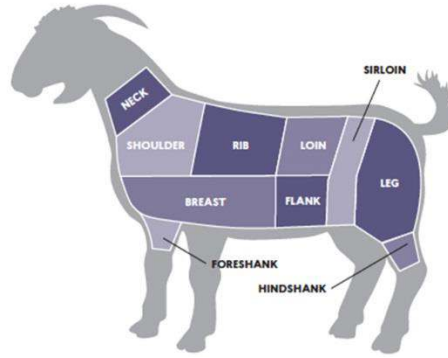 SIRLOIN
NECK
SHOULDER
RIB
LOIN
LEG
BREAST
FLANK
FORESHANK
HINDSHANK